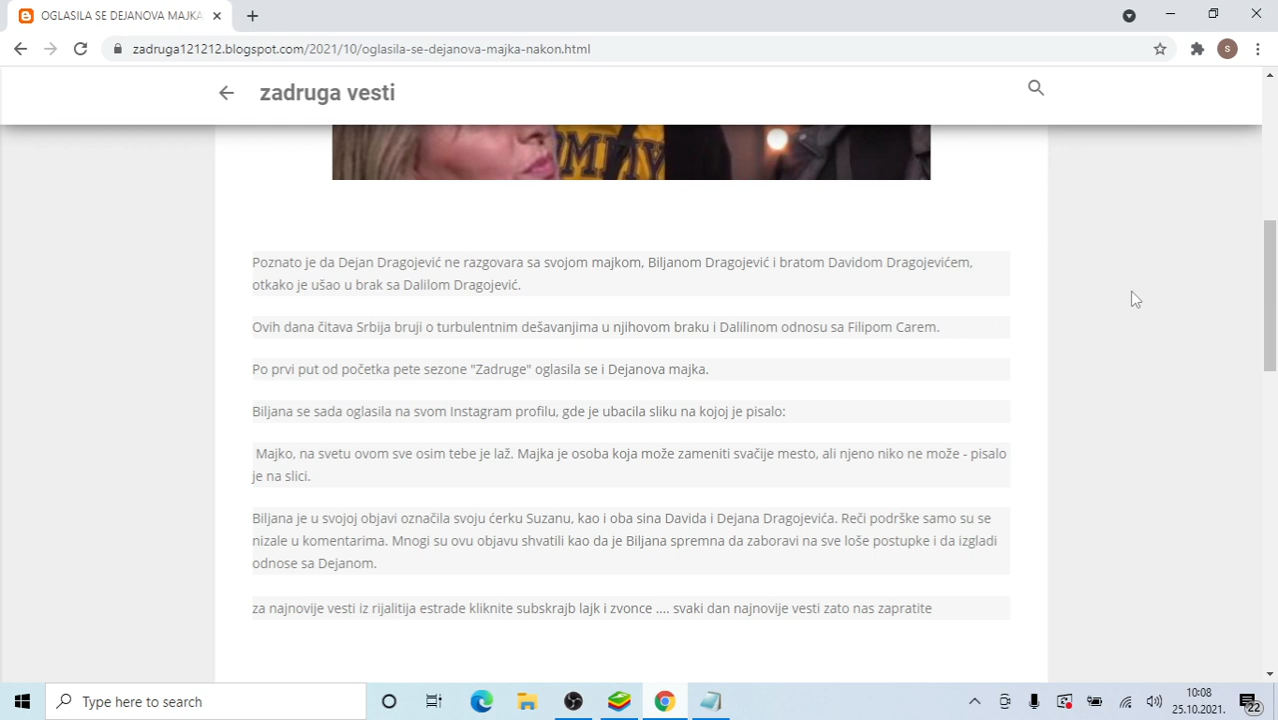 OGLASILA SE DEJANOVA MAJKA
zadruga121212.blogspot.com/2021/10/oglasila-se-dejanova-majka-nakon.html
S
zadruga vesti
MMY
Poznato je da Dejan Dragojević ne razgovara sa svojom majkom, Biljanom Dragojević i bratom Davidom Dragojevićem,
otkako je ušao u brak sa Dalilom Dragojević.
Ovih dana čitava Srbija bruji o turbulentnim dešavanjima u njihovom braku i Dalilinom odnosu sa Filipom Carem.
Po prvi put od početka pete sezone "Zadruge" oglasila se i Dejanova majka.
Biljana se sada oglasila na svom Instagram profilu, gde je ubacila sliku na kojoj je pisalo:
Majko, na svetu ovom sve osim tebe je laž. Majka je osoba koja može zameniti svačije mesto, ali njeno niko ne može - pisalo
je na slici.
Biljana je u svojoj objavi označila svoju ćerku Suzanu, kao i oba sina Davida i Dejana Dragojevića. Reči podrške samo su se
nizale u komentarima. Mnogi su ovu objavu shvatili kao da je Biljana spremna da zaboravi na sve loše postupke i da izgladi
odnose sa Dejanom.
za najnovije vesti iz rijalitija estrade kliknite subskrajb lajk i zvonce .... svaki dan najnovije vesti zato nas zapratite
Type here to search
10:08
25.10.2021.
22